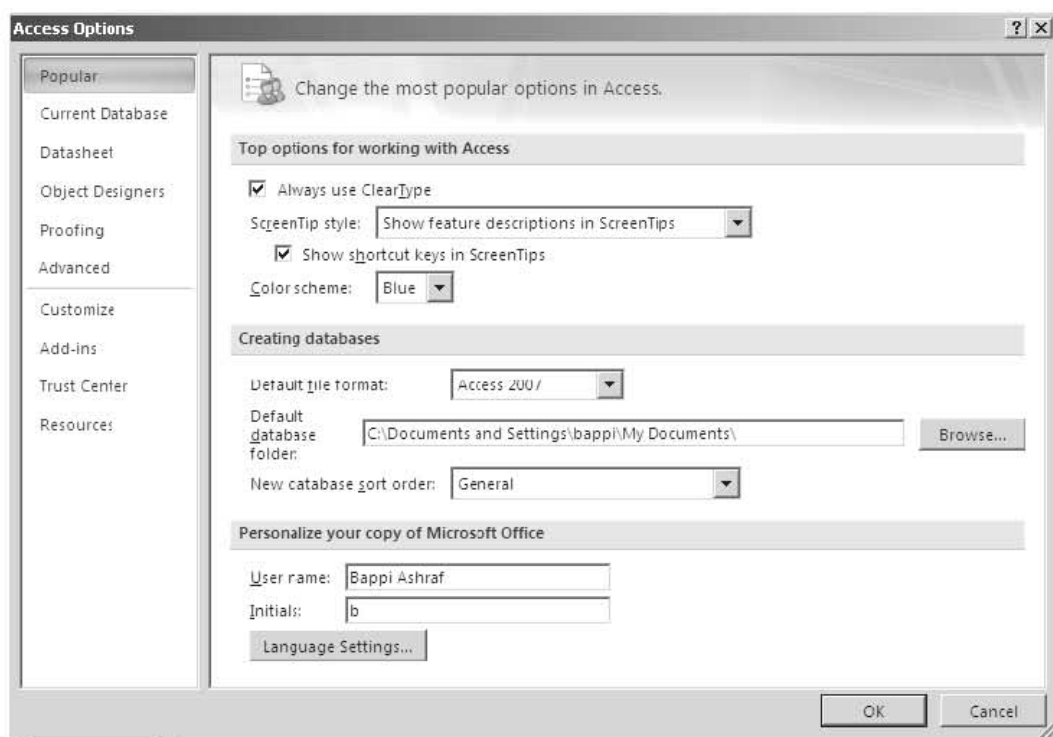 Access Options
Popular
Current Database
Datasheet
Object Designers
Proofing
Advanced
Customize
Add-ins
Trust Center
Resources
Change the most popular options in Access.
Top options for working with Access
Always use ClearType
ScreenTip style: Show feature descriptions in ScreenTips
Show shortcut keys in ScreenTips
Color scheme: Blue
Creating databases
Default file format: Access 2007
Default
database
folder:
C:\Documents and Settings\bappi\My Documents\
Browse...
New catabase sort order: General
Personalize your copy of Microsoft Office
User name: Bappi Ashraf
Initials: b
Language Settings...
OK Cancel